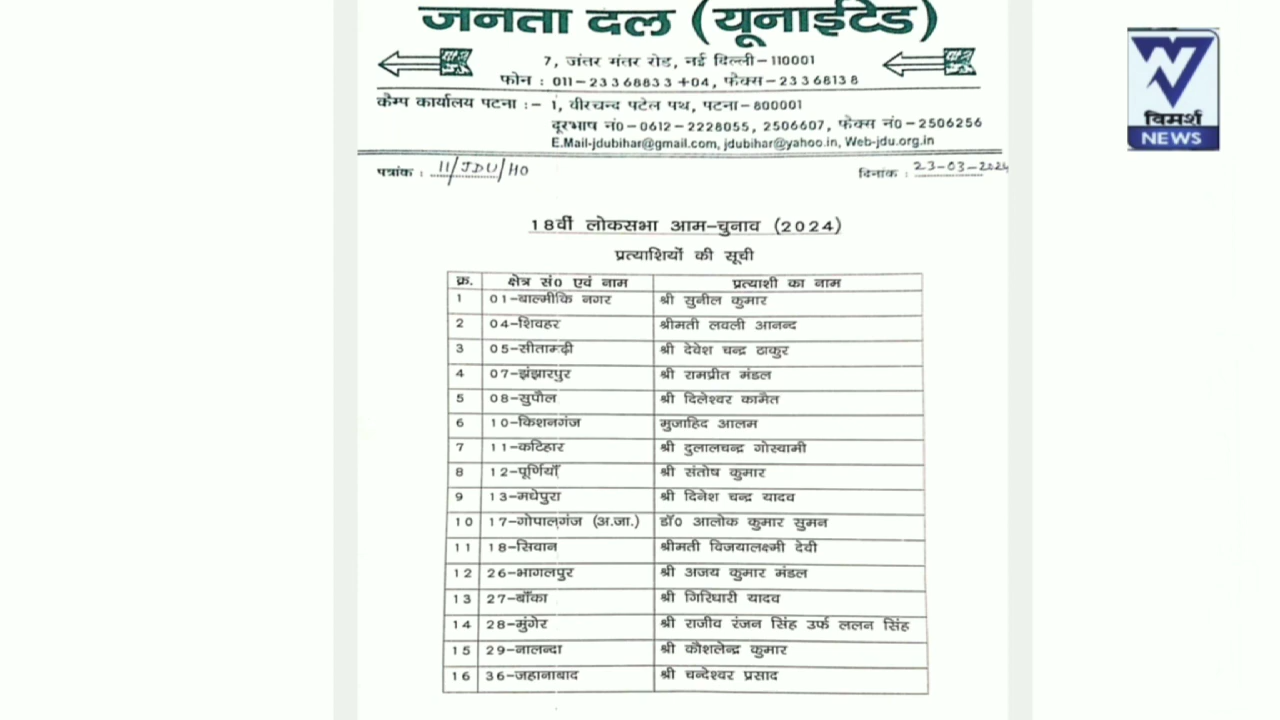 जनता दल (यूनाईटेड)
7, जंतर मंतर रोड, नई दिल्ली-110001
फोन : 011-23368833+04, फैक्स-23368138
कैम्प कार्यालय पटना :- 1, वीरचन्द पटेल पथ, पटना-800001
दूरभाष नं0-0612-2228055, 2506607, फैक्स नं0-2506256
E.Mail-jdubihar@gmail.com, jdubihar@yahoo.in, Web-jdu.org.in
पत्रांक : 11/JDU/HO दिनांक : 23-03-2024
18वीं लोकसभा आम-चुनाव (2024)
प्रत्याशियों की सूची
क्र. क्षेत्र सं0 एवं नाम प्रत्याशी का नाम
1 01-बाल्मीकि नगर श्री सुनील कुमार
2 04-शिवहर श्रीमती लवली आनन्द
3 05-सीतामढ़ी श्री देवेश चन्द्र ठाकुर
4 07-झंझारपुर श्री रामप्रीत मंडल
5 08-सुपौल श्री दिलेश्वर कामैत
6 10-किशनगंज मुजाहिद आलम
7 11-कटिहार श्री दुलालचन्द्र गोस्वामी
8 12-पूर्णियाँ श्री संतोष कुमार
9 13-मधेपुरा श्री दिनेश चन्द्र यादव
10 17-गोपालगंज (अ.जा.) डॉ0 आलोक कुमार सुमन
11 18-सिवान श्रीमती विजयालक्ष्मी देवी
12 26-भागलपुर श्री अजय कुमार मंडल
13 27-बाँका श्री गिरिधारी यादव
14 28-मुंगेर श्री राजीव रंजन सिंह उर्फ ललन सिंह
15 29-नालन्दा श्री कौशलेन्द्र कुमार
16 36-जहानाबाद श्री चन्देश्वर प्रसाद
विमर्श
NEWS